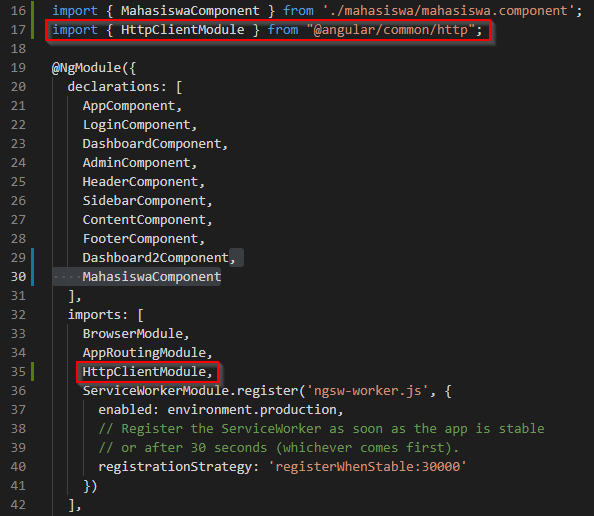 16 import { MahasiswaComponent } from './mahasiswa/mahasiswa.component';
17 import { HttpClientModule } from "@angular/common/http";
18
19 @NgModule({
20   declarations: [
21     AppComponent,
22     LoginComponent,
23     DashboardComponent,
24     AdminComponent,
25     HeaderComponent,
26     SidebarComponent,
27     ContentComponent,
28     FooterComponent,
29     Dashboard2Component,
30     MahasiswaComponent
31   ],
32   imports: [
33     BrowserModule,
34     AppRoutingModule,
35     HttpClientModule,
36     ServiceWorkerModule.register('ngsw-worker.js', {
37       enabled: environment.production,
38       // Register the ServiceWorker as soon as the app is stable
39       // or after 30 seconds (whichever comes first).
40       registrationStrategy: 'registerWhenStable:30000'
41     })
42   ],